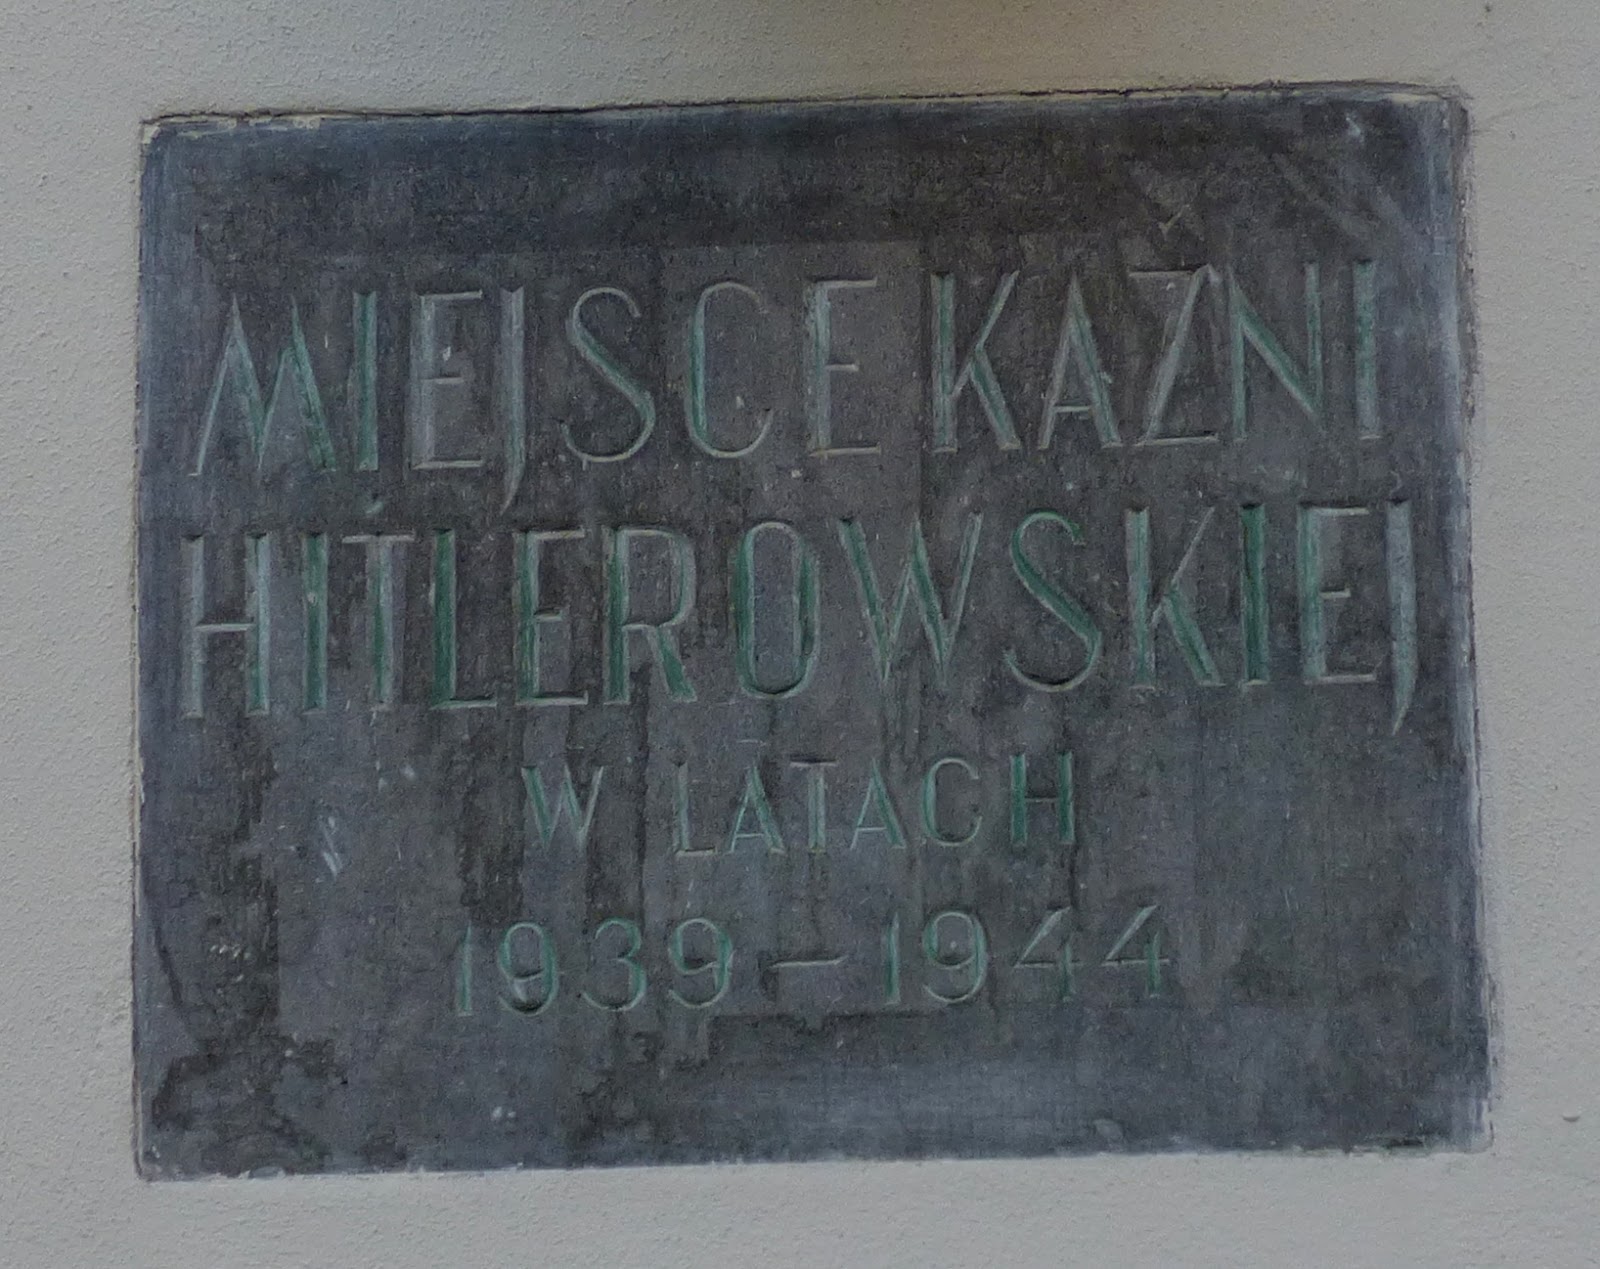 MIEJSCE KAŹNI
HITLEROWSKIEJ
W LATACH
1939 – 1944